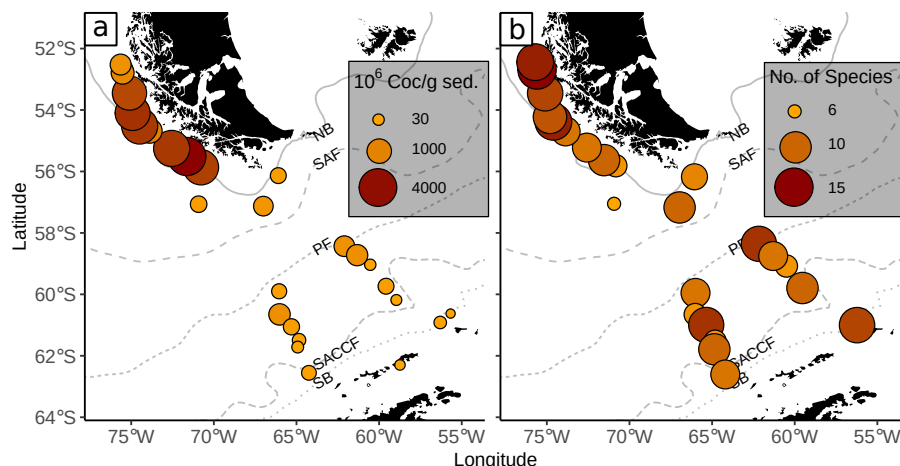 a
b
52°S
54°S
56°S
58°S
60°S
62°S
64°S
Latitude
10⁶ Coc/g sed.
30
1000
4000
NB
SAF
PF
SACCF
SB
No. of Species
6
10
15
NB
SAF
PF
SACCF
SB
75°W
70°W
65°W
60°W
55°W
75°W
70°W
65°W
60°W
55°W
Longitude